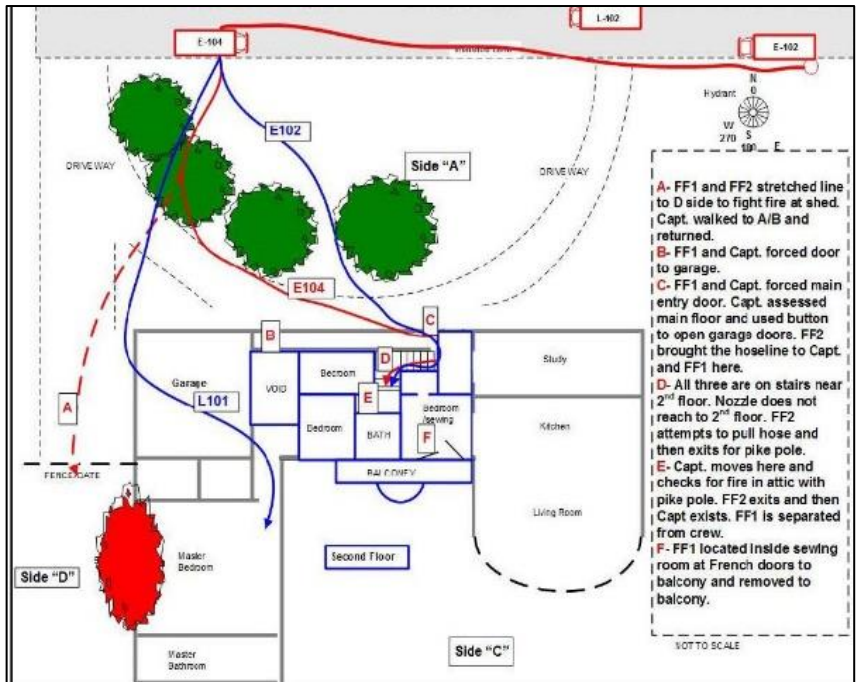 L-102
E-104
E-102
Hydrant
N
0
W
270
S
180
E
E102
DRIVEWAY
Side "A"
DRIVEWAY
E104
A- FF1 and FF2 stretched line
to D side to fight fire at shed.
Capt. walked to A/B and
returned.
B- FF1 and Capt. forced door
to garage.
C- FF1 and Capt. forced main
entry door. Capt. assessed
main floor and used button
to open garage doors. FF2
brought the hoseline to Capt.
and FF1 here.
D- All three are on stairs near
2nd floor. Nozzle does not
reach to 2nd floor. FF2
attempts to pull hose and
then exits for pike pole.
E- Capt. moves here and
checks for fire in attic with
pike pole. FF2 exits and then
Capt exists. FF1 is separated
from crew.
F- FF1 located inside sewing
room at French doors to
balcony and removed to
balcony.
C
B
D
Study
Bedroom
Garage
VOID
E
A
L101
Bedroom
/sewing
Kitchen
Bedroom
BATH
F
FENCE/GATE
BALCONEY
Living Room
Master
Bedroom
Second Floor
Side "D"
Side "C"
Master
Bathroom
NOT TO SCALE